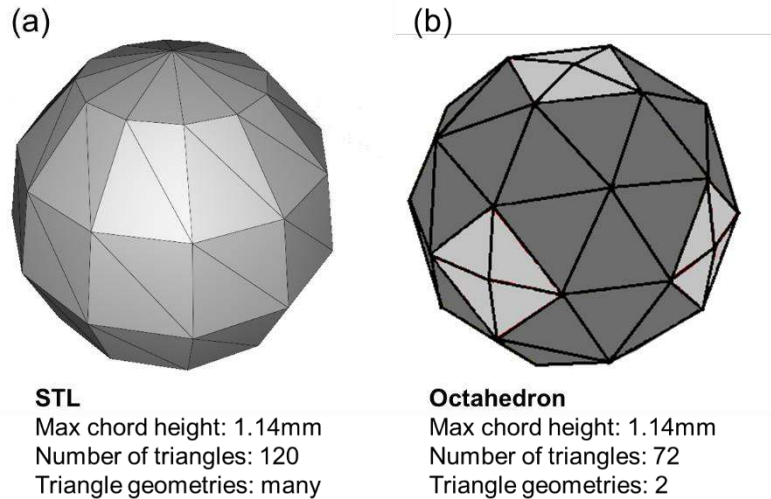 (a)
STL
Max chord height: 1.14mm
Number of triangles: 120
Triangle geometries: many
(b)
Octahedron
Max chord height: 1.14mm
Number of triangles: 72
Triangle geometries: 2